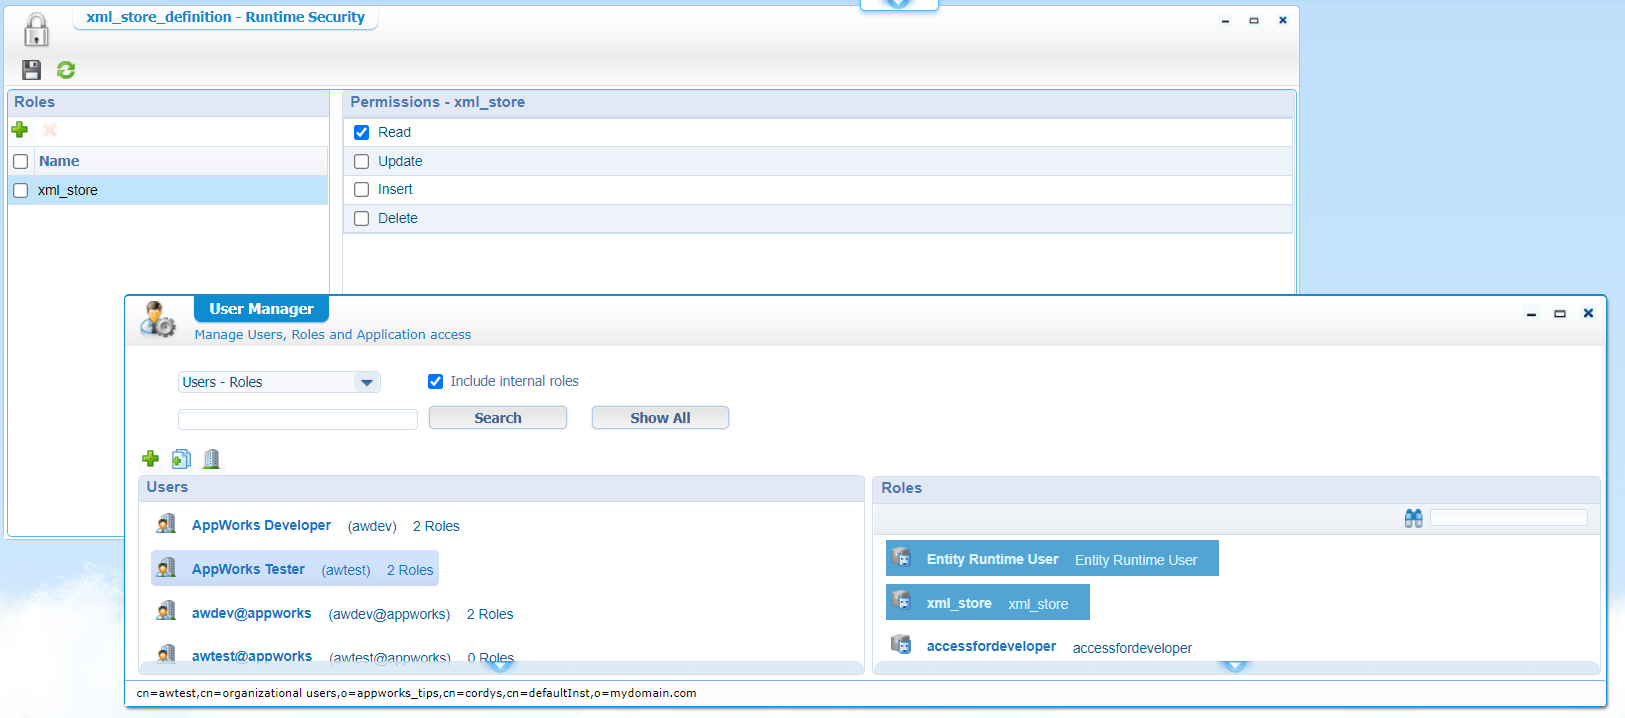 xml_store_definition - Runtime Security
Roles
Permissions - xml_store
Read
Name
Update
xml_store
Insert
Delete
User Manager
Manage Users, Roles and Application access
Users - Roles
Include internal roles
Search
Show All
Users
AppWorks Developer (awdev) 2 Roles
AppWorks Tester (awtest) 2 Roles
awdev@appworks (awdev@appworks) 2 Roles
awtest@appworks (awtest@appworks) 0 Roles
Roles
Entity Runtime User Entity Runtime User
xml_store xml_store
accessfordeveloper accessfordeveloper
cn=awtest,cn=organizational users,o=appworks_tips,cn=cordys,cn=defaultInst,o=mydomain.com